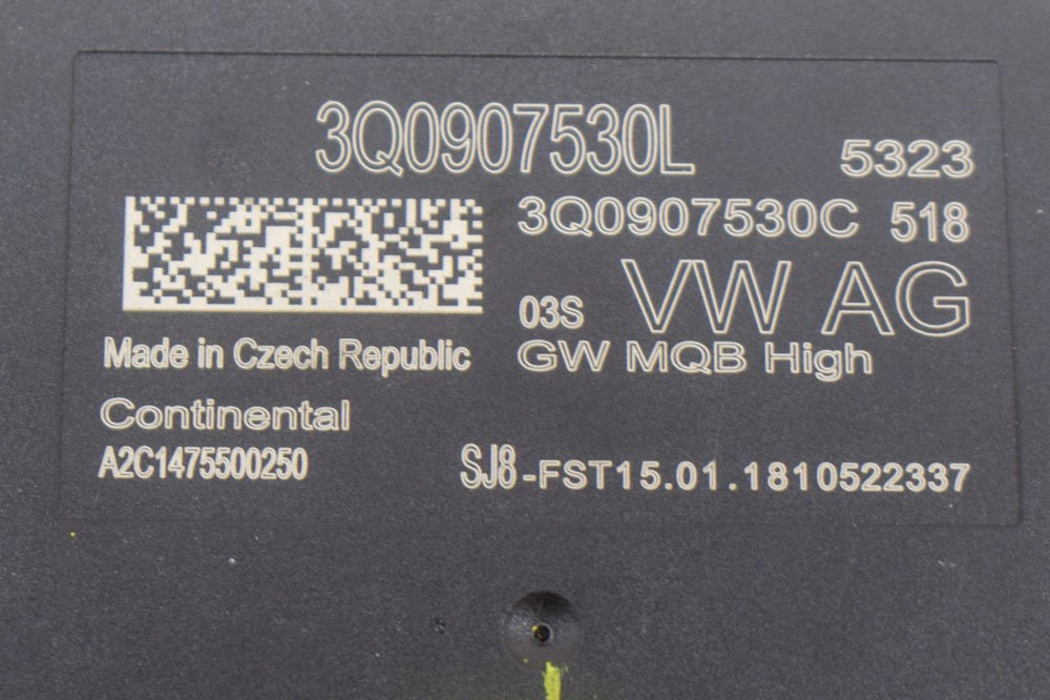 3Q0907530L 5323
3Q0907530C 518
03S VW AG
Made in Czech Republic GW MQB High
Continental
A2C1475500250 SJ8-FST15.01.1810522337